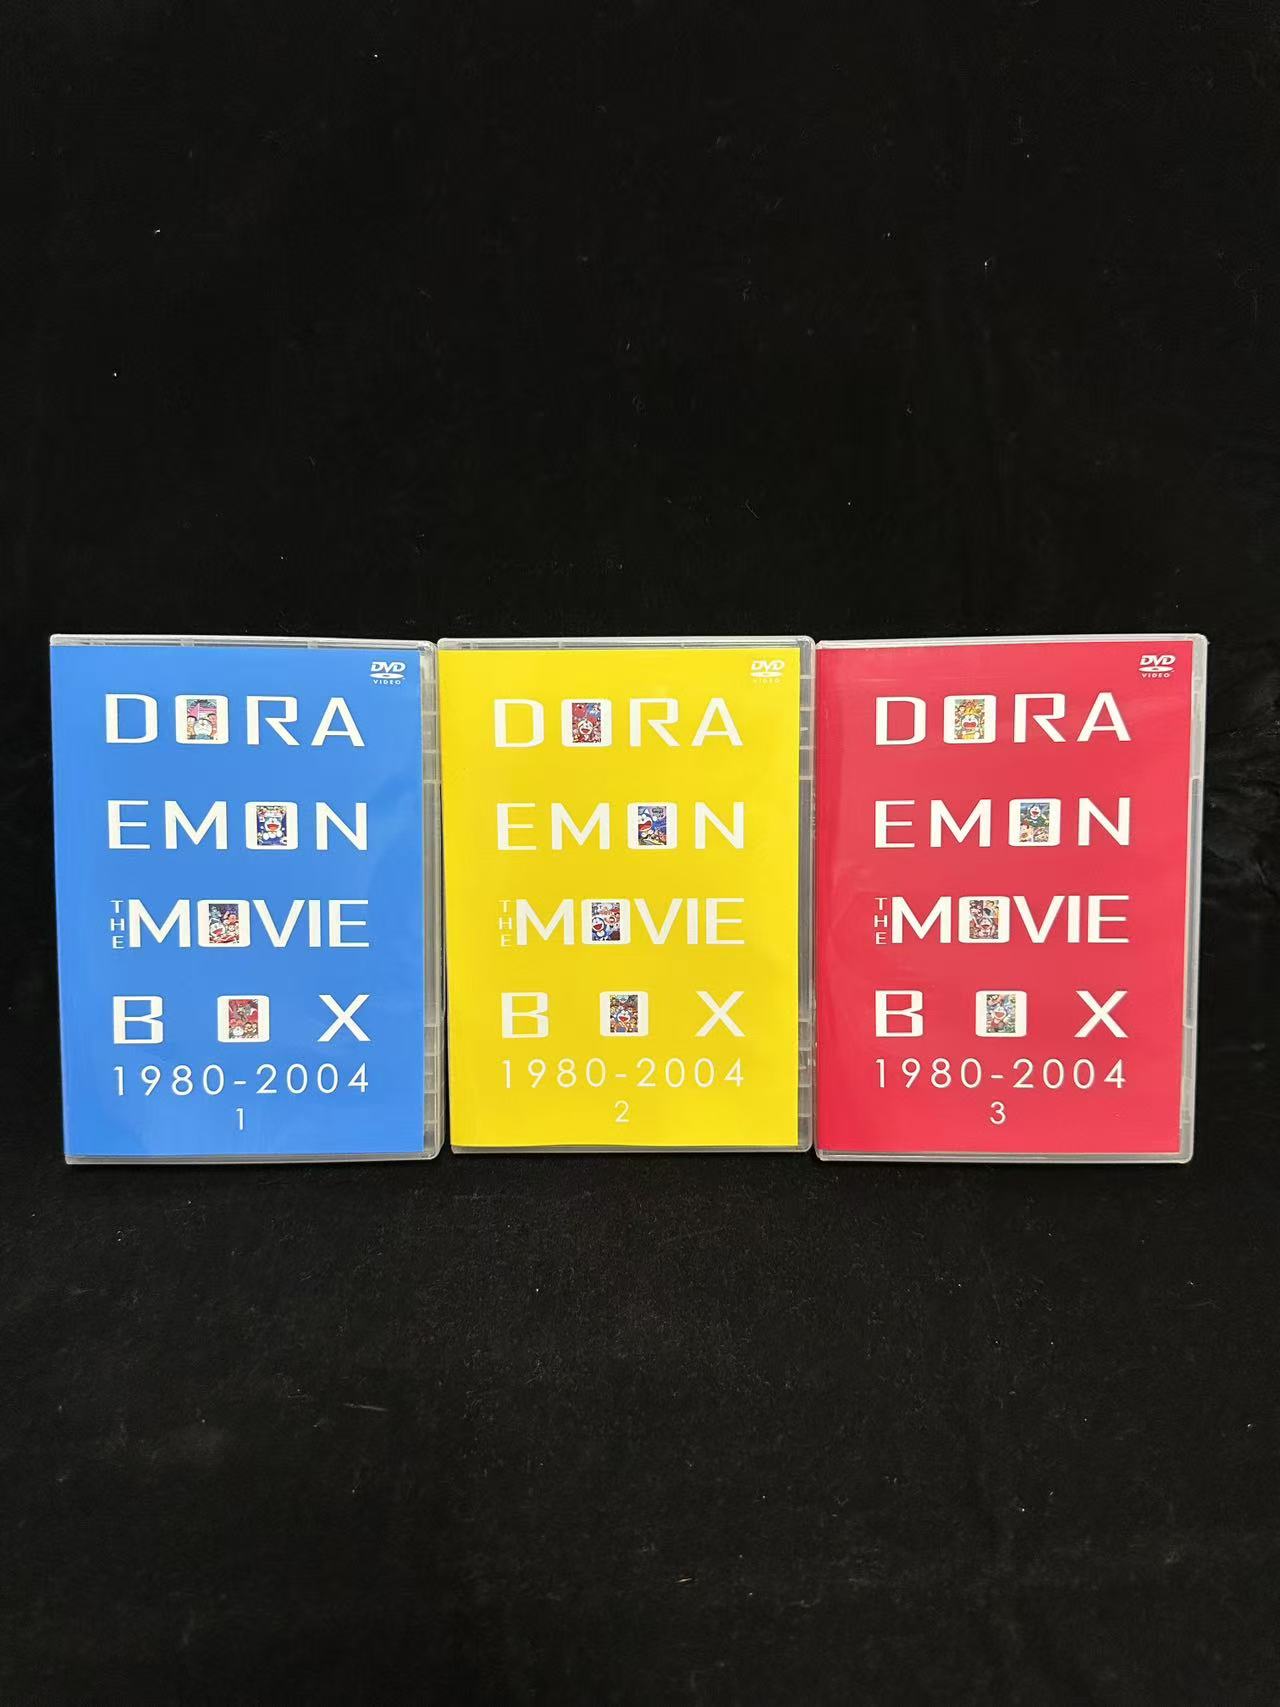 DVD
VIDEO
DORA
EMON
THE MOVIE
BOX
1980-2004
1
DVD
VIDEO
DORA
EMON
THE MOVIE
BOX
1980-2004
2
DVD
VIDEO
DORA
EMON
THE MOVIE
BOX
1980-2004
3